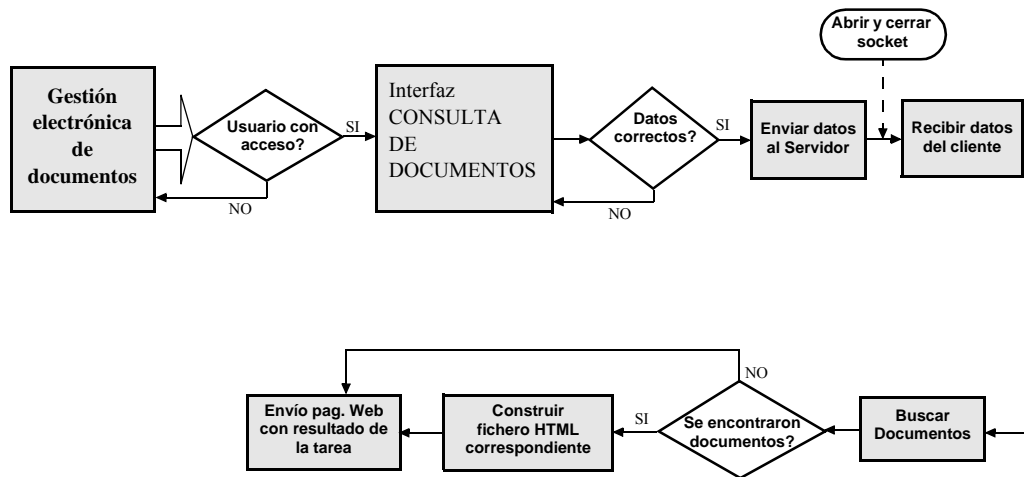 Abrir y cerrar
socket
Gestión
electrónica
de
documentos
Usuario con
acceso?
SI
NO
Interfaz
CONSULTA
DE
DOCUMENTOS
Datos
correctos?
SI
NO
Enviar datos
al Servidor
Recibir datos
del cliente
NO
Envío pag. Web
con resultado de
la tarea
Construir
fichero HTML
correspondiente
SI
Se encontraron
documentos?
Buscar
Documentos